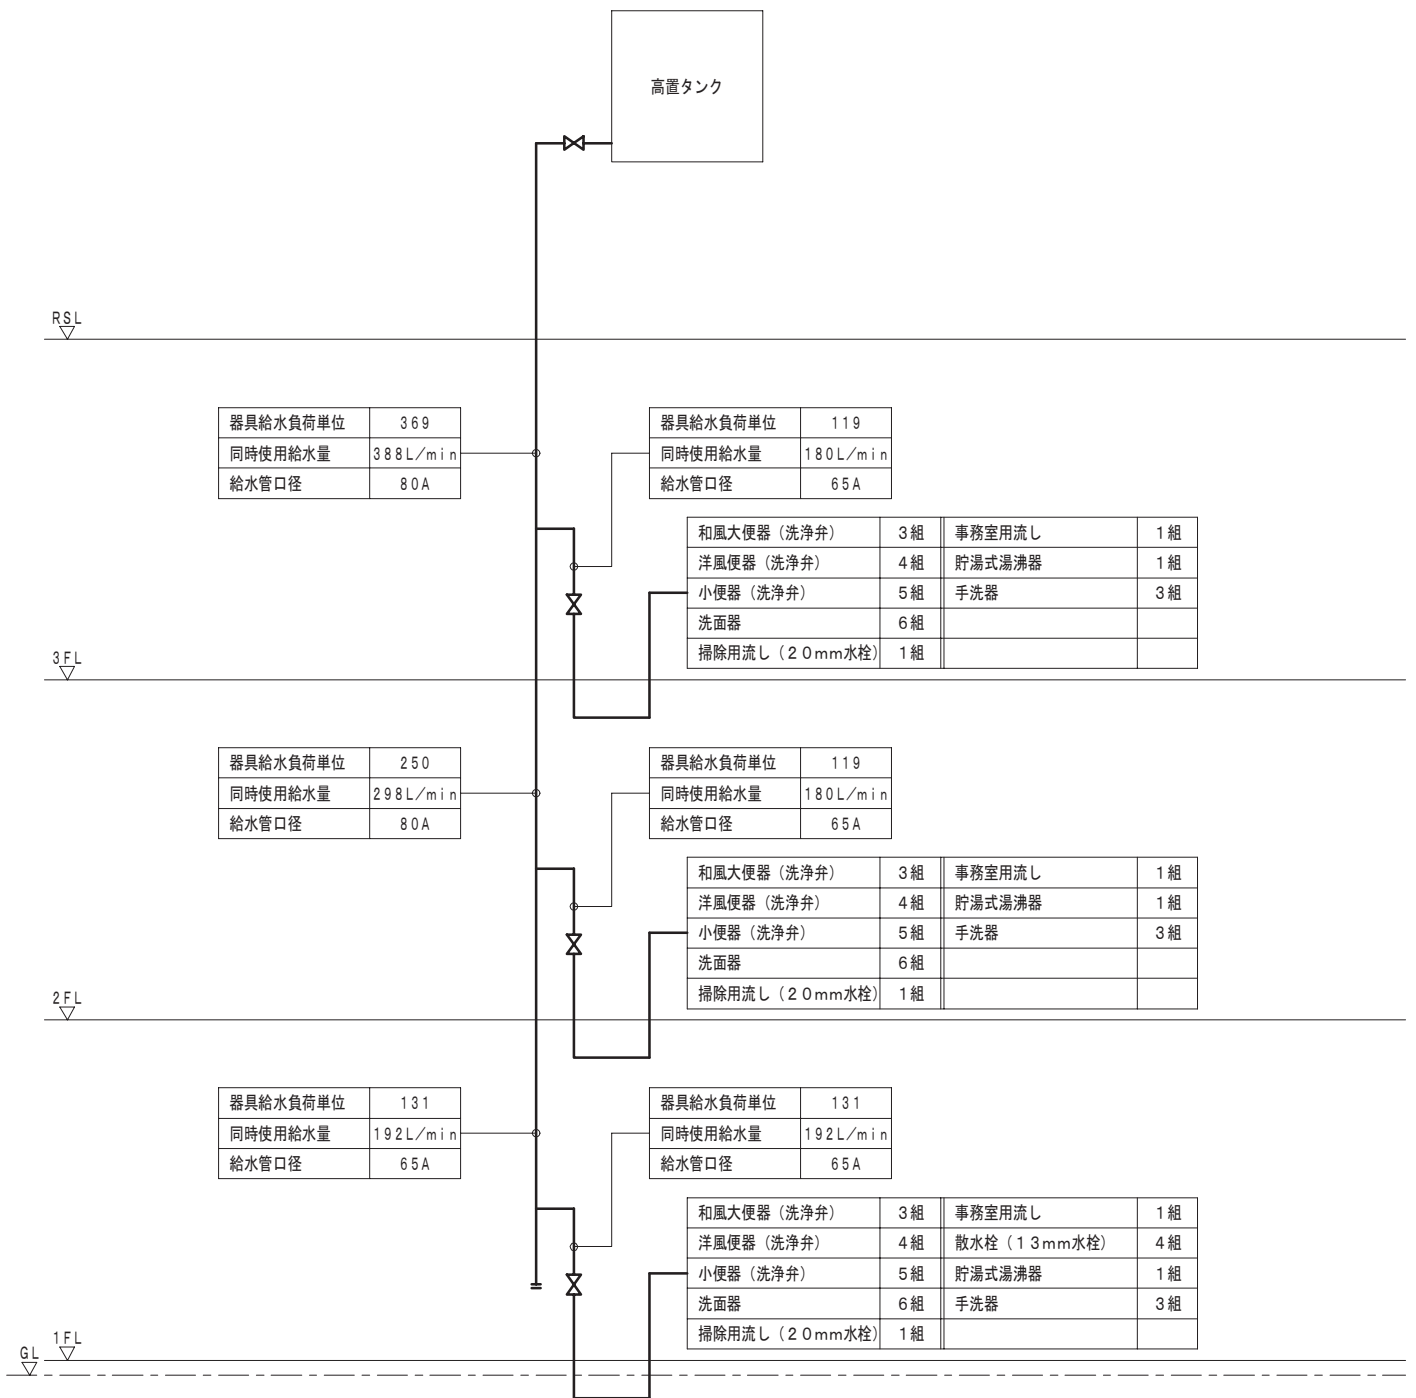 高置タンク
RSL
器具給水負荷単位 369
同時使用給水量 388L/min
給水管口径 80A
器具給水負荷単位 119
同時使用給水量 180L/min
給水管口径 65A
和風大便器（洗浄弁） 3組 事務室用流し 1組
洋風便器（洗浄弁） 4組 貯湯式湯沸器 1組
小便器（洗浄弁） 5組 手洗器 3組
洗面器 6組
掃除用流し（20mm水栓） 1組
3FL
器具給水負荷単位 250
同時使用給水量 298L/min
給水管口径 80A
器具給水負荷単位 119
同時使用給水量 180L/min
給水管口径 65A
和風大便器（洗浄弁） 3組 事務室用流し 1組
洋風便器（洗浄弁） 4組 貯湯式湯沸器 1組
小便器（洗浄弁） 5組 手洗器 3組
洗面器 6組
掃除用流し（20mm水栓） 1組
2FL
器具給水負荷単位 131
同時使用給水量 192L/min
給水管口径 65A
器具給水負荷単位 131
同時使用給水量 192L/min
給水管口径 65A
和風大便器（洗浄弁） 3組 事務室用流し 1組
洋風便器（洗浄弁） 4組 散水栓（13mm水栓） 4組
小便器（洗浄弁） 5組 貯湯式湯沸器 1組
洗面器 6組 手洗器 3組
掃除用流し（20mm水栓） 1組
1FL
GL